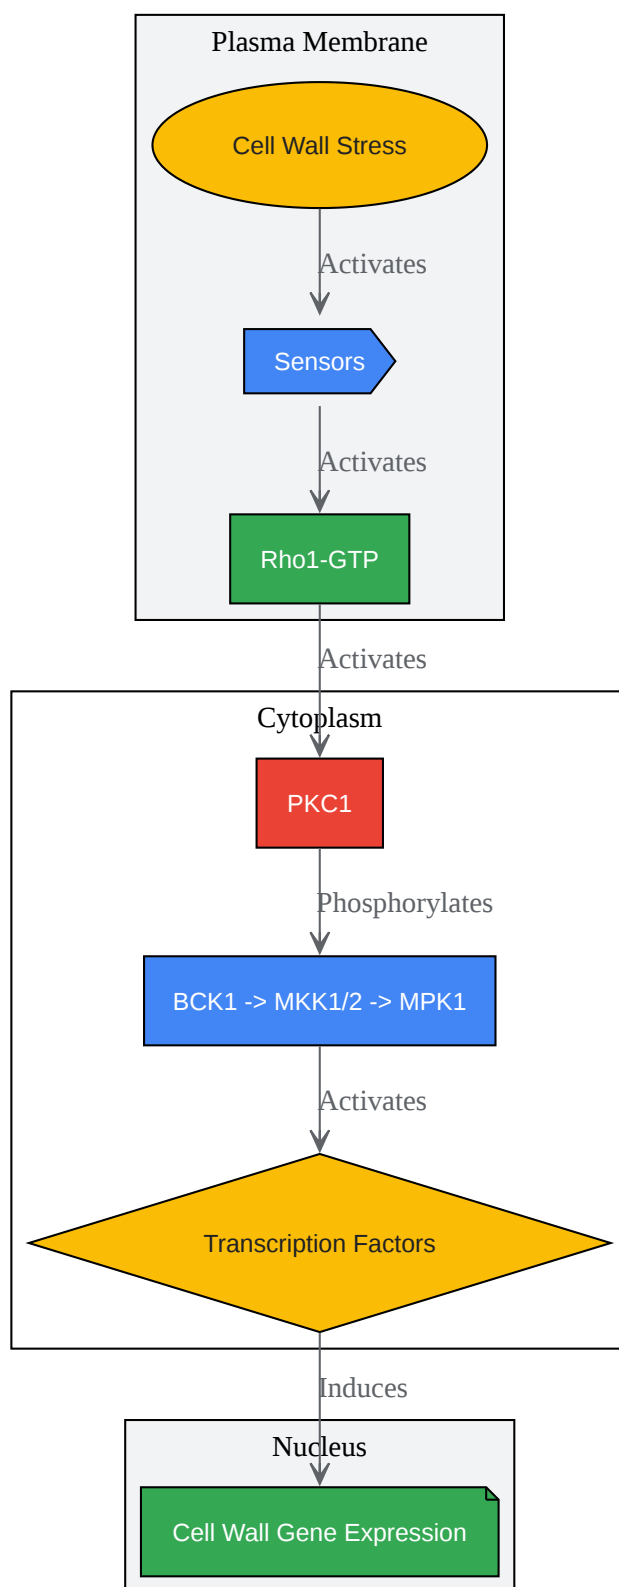 Plasma Membrane
Cell Wall Stress
Activates
Sensors
Activates
Rho1-GTP
Activates
Cytoplasm
PKC1
Phosphorylates
BCK1 -> MKK1/2 -> MPK1
Activates
Transcription Factors
Induces
Nucleus
Cell Wall Gene Expression